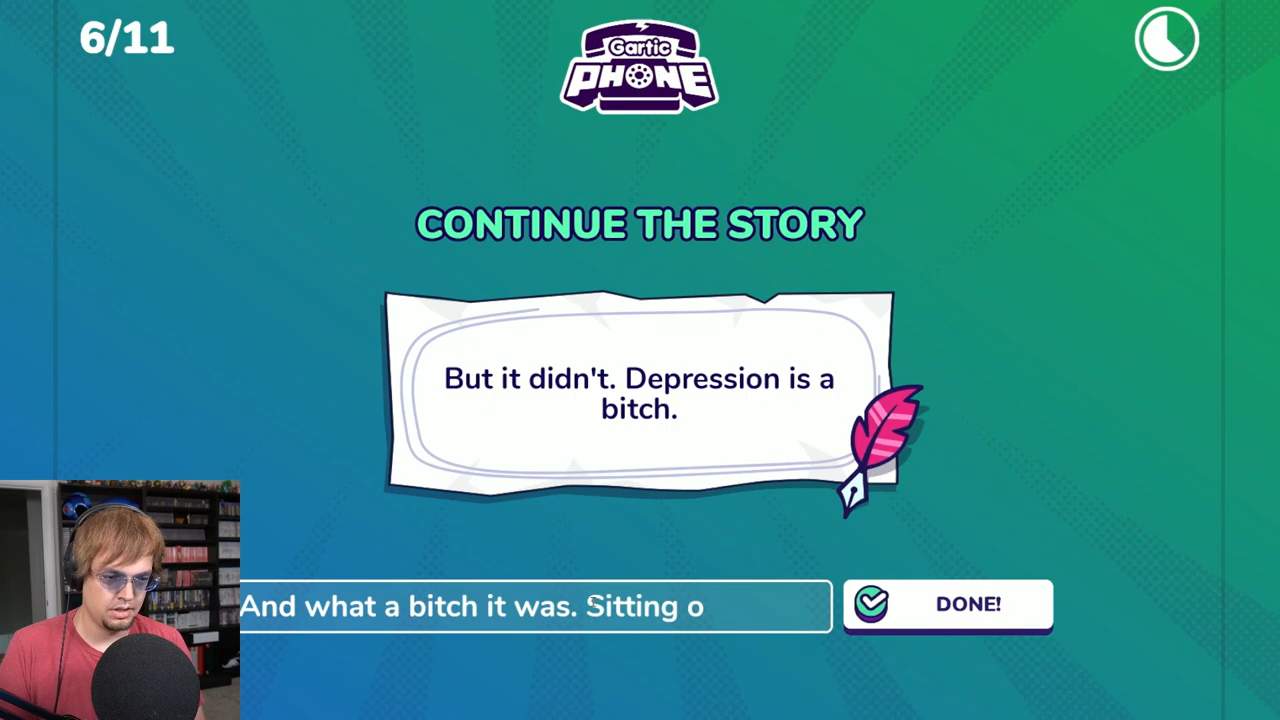 6/11
Gartic
PHONE
CONTINUE THE STORY
But it didn't. Depression is a
bitch.
And what a bitch it was. Sitting o
DONE!